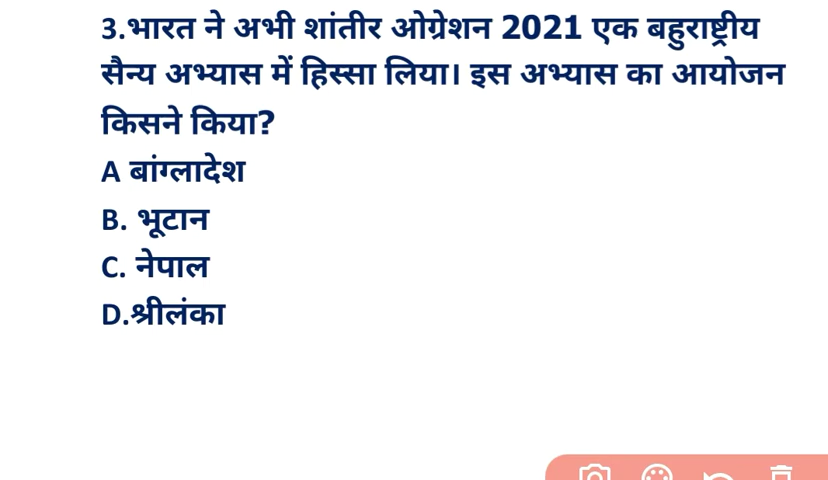 3.भारत ने अभी शांतीर ओग्रेशन 2021 एक बहुराष्ट्रीय
सैन्य अभ्यास में हिस्सा लिया। इस अभ्यास का आयोजन
किसने किया?
A बांग्लादेश
B. भूटान
C. नेपाल
D.श्रीलंका